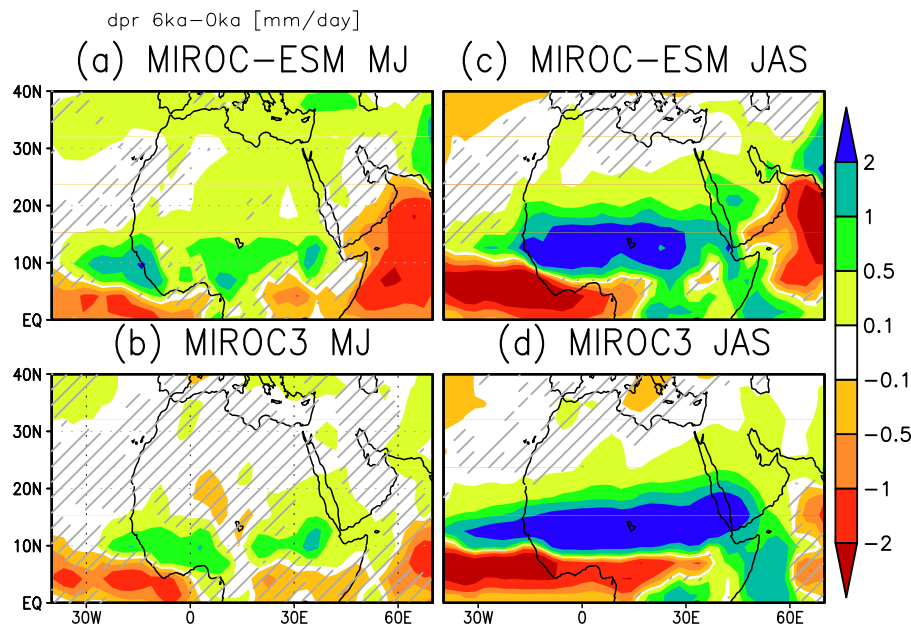 dpr 6ka-0ka [mm/day]
(a) MIROC-ESM MJ
(c) MIROC-ESM JAS
40N
30N
20N
10N
EQ
2
1
0.5
0.1
-0.1
-0.5
-1
-2
(b) MIROC3 MJ
(d) MIROC3 JAS
40N
30N
20N
10N
EQ
30W
0
30E
60E
30W
0
30E
60E